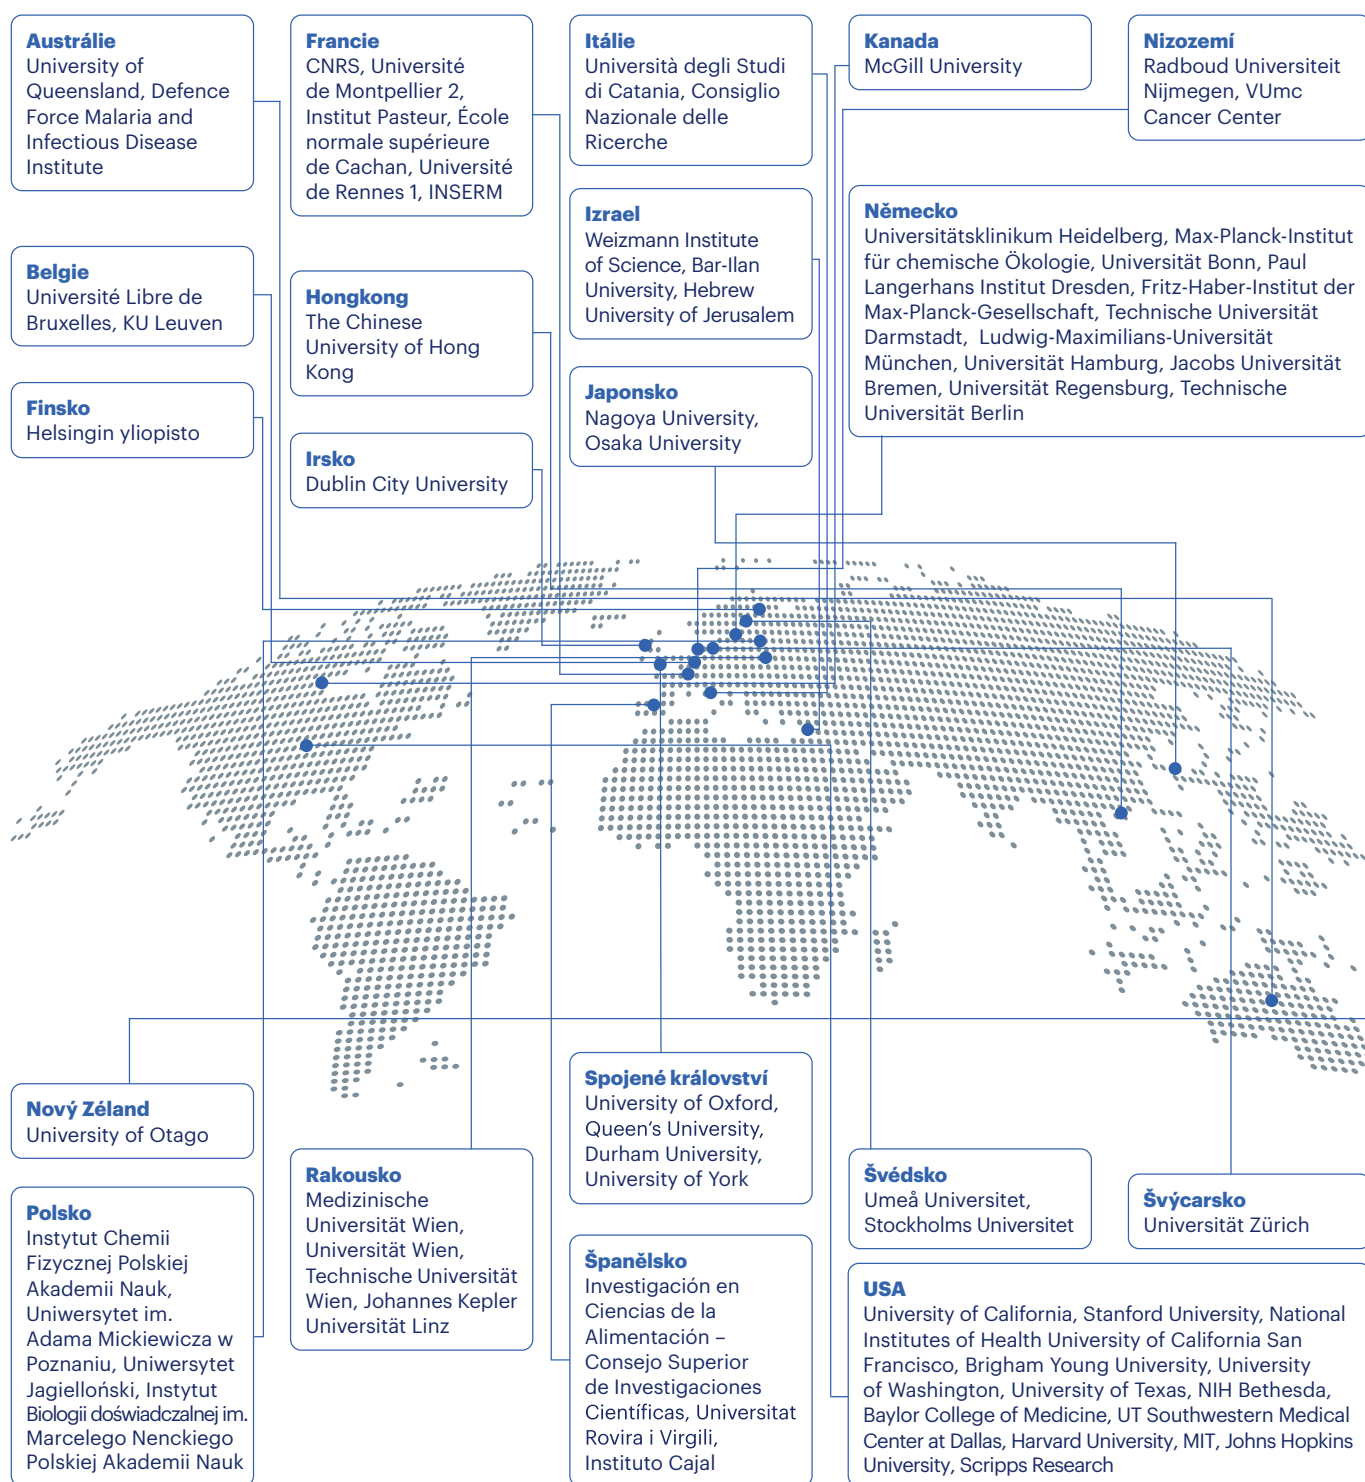 Austrálie
University of
Queensland, Defence
Force Malaria and
Infectious Disease
Institute
Francie
CNRS, Université
de Montpellier 2,
Institut Pasteur, École
normale supérieure
de Cachan, Université
de Rennes 1, INSERM
Itálie
Università degli Studi
di Catania, Consiglio
Nazionale delle
Ricerche
Kanada
McGill University
Nizozemí
Radboud Universiteit
Nijmegen, VUmc
Cancer Center
Izrael
Weizmann Institute
of Science, Bar-Ilan
University, Hebrew
University of Jerusalem
Německo
Universitätsklinikum Heidelberg, Max-Planck-Institut
für chemische Ökologie, Universität Bonn, Paul
Langerhans Institut Dresden, Fritz-Haber-Institut der
Max-Planck-Gesellschaft, Technische Universität
Darmstadt, Ludwig-Maximilians-Universität
München, Universität Hamburg, Jacobs Universität
Bremen, Universität Regensburg, Technische
Universität Berlin
Belgie
Université Libre de
Bruxelles, KU Leuven
Hongkong
The Chinese
University of Hong
Kong
Japonsko
Nagoya University,
Osaka University
Finsko
Helsingin yliopisto
Irsko
Dublin City University
Nový Zéland
University of Otago
Spojené království
University of Oxford,
Queen‘s University,
Durham University,
University of York
Rakousko
Medizinische
Universität Wien,
Universität Wien,
Technische Universität
Wien, Johannes Kepler
Universität Linz
Švédsko
Umeå Universitet,
Stockholms Universitet
Švýcarsko
Universität Zürich
Polsko
Instytut Chemii
Fizycznej Polskiej
Akademii Nauk,
Uniwersytet im.
Adama Mickiewicza w
Poznaniu, Uniwersytet
Jagielloński, Instytut
Biologii doświadczalnej im.
Marcelego Nenckiego
Polskiej Akademii Nauk
Španělsko
Investigación en
Ciencias de la
Alimentación –
Consejo Superior
de Investigaciones
Científicas, Universitat
Rovira i Virgili,
Instituto Cajal
USA
University of California, Stanford University, National
Institutes of Health University of California San
Francisco, Brigham Young University, University
of Washington, University of Texas, NIH Bethesda,
Baylor College of Medicine, UT Southwestern Medical
Center at Dallas, Harvard University, MIT, Johns Hopkins
University, Scripps Research